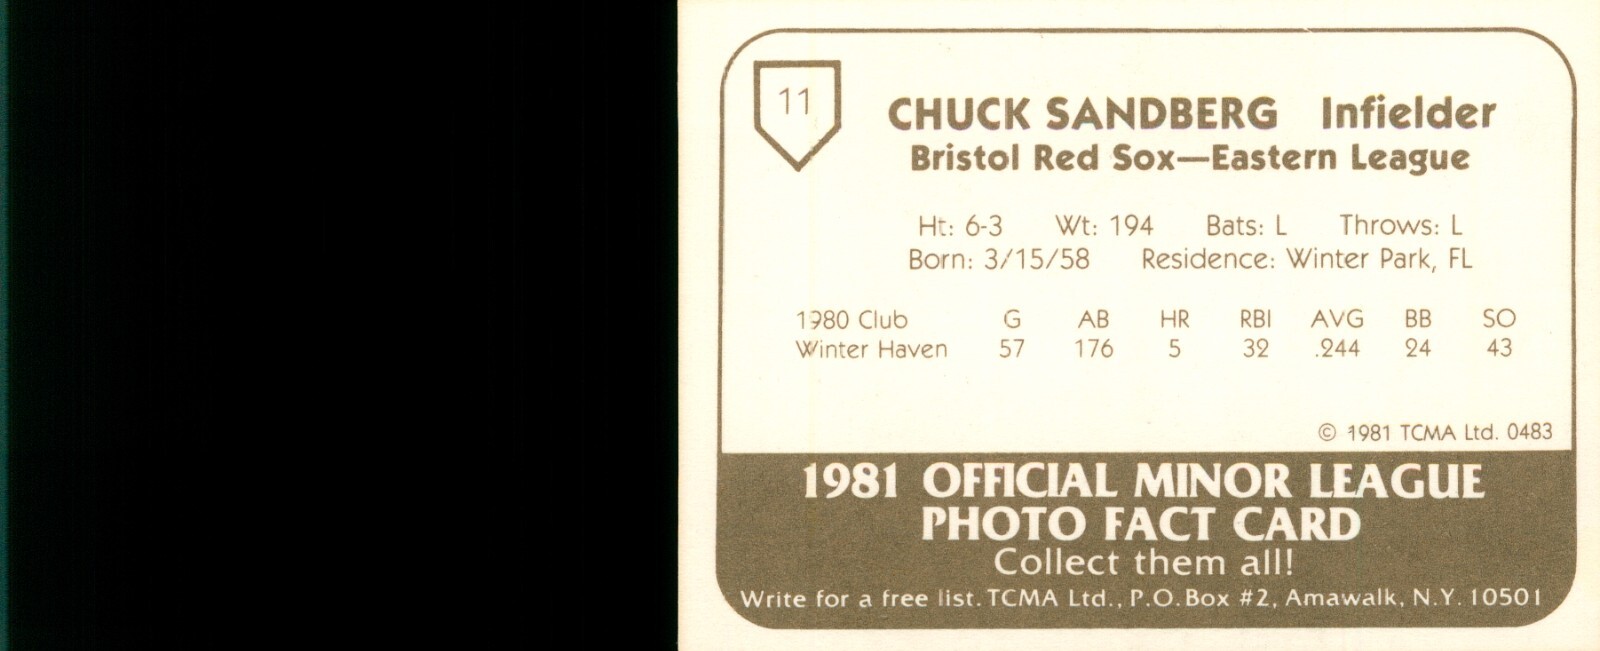 11
CHUCK SANDBERG Infielder
Bristol Red Sox—Eastern League
Ht: 6-3 Wt: 194 Bats: L Throws: L
Born: 3/15/58 Residence: Winter Park, FL
1980 Club G AB HR RBI AVG BB SO
Winter Haven 57 176 5 32 .244 24 43
© 1981 TCMA Ltd. 0483
1981 OFFICIAL MINOR LEAGUE
PHOTO FACT CARD
Collect them all!
Write for a free list. TCMA Ltd., P.O. Box #2, Amawalk, N.Y. 10501